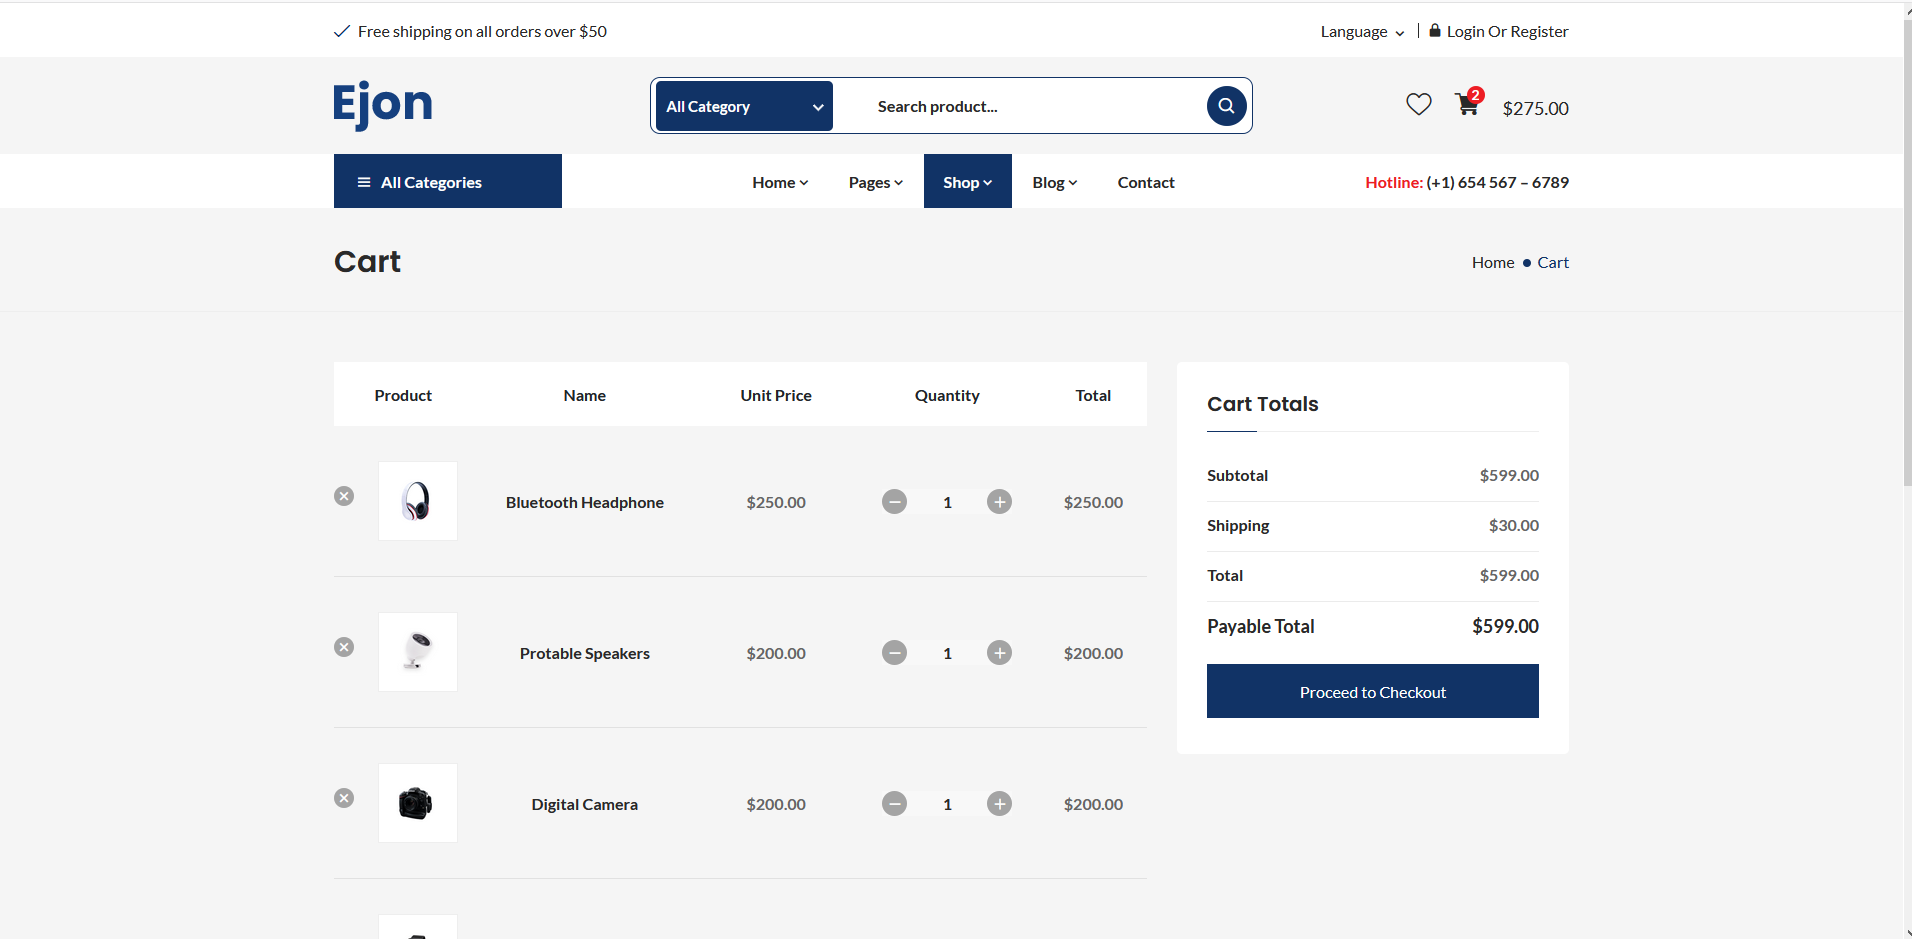 Free shipping on all orders over $50
Language | Login Or Register
Ejon
All Category
Search product...
2
$275.00
All Categories
Home Pages Shop Blog Contact
Hotline: (+1) 654 567 – 6789
Cart
Home • Cart
Product Name Unit Price Quantity Total
Bluetooth Headphone $250.00 − 1 + $250.00
Protable Speakers $200.00 − 1 + $200.00
Digital Camera $200.00 − 1 + $200.00
Cart Totals
Subtotal $599.00
Shipping $30.00
Total $599.00
Payable Total $599.00
Proceed to Checkout